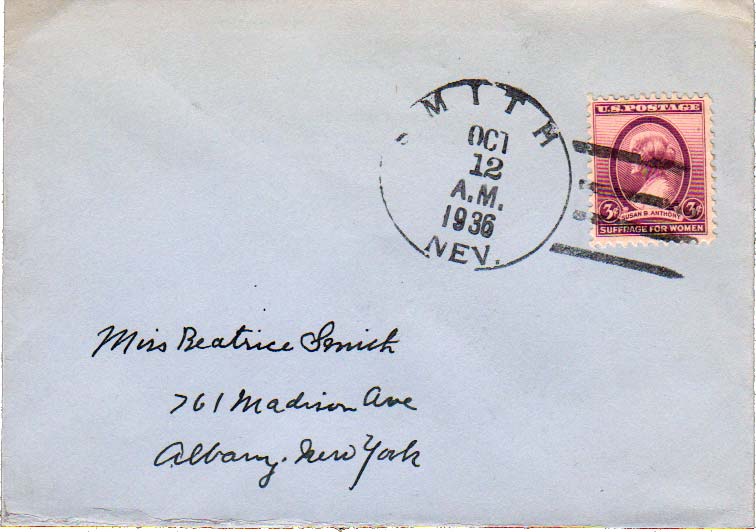 SMITH
OCT
12
A.M.
1936
NEV.
U.S. POSTAGE
3¢ SUSAN B. ANTHONY 3¢
SUFFRAGE FOR WOMEN
Miss Beatrice Smith
761 Madison Ave
Albany. New York